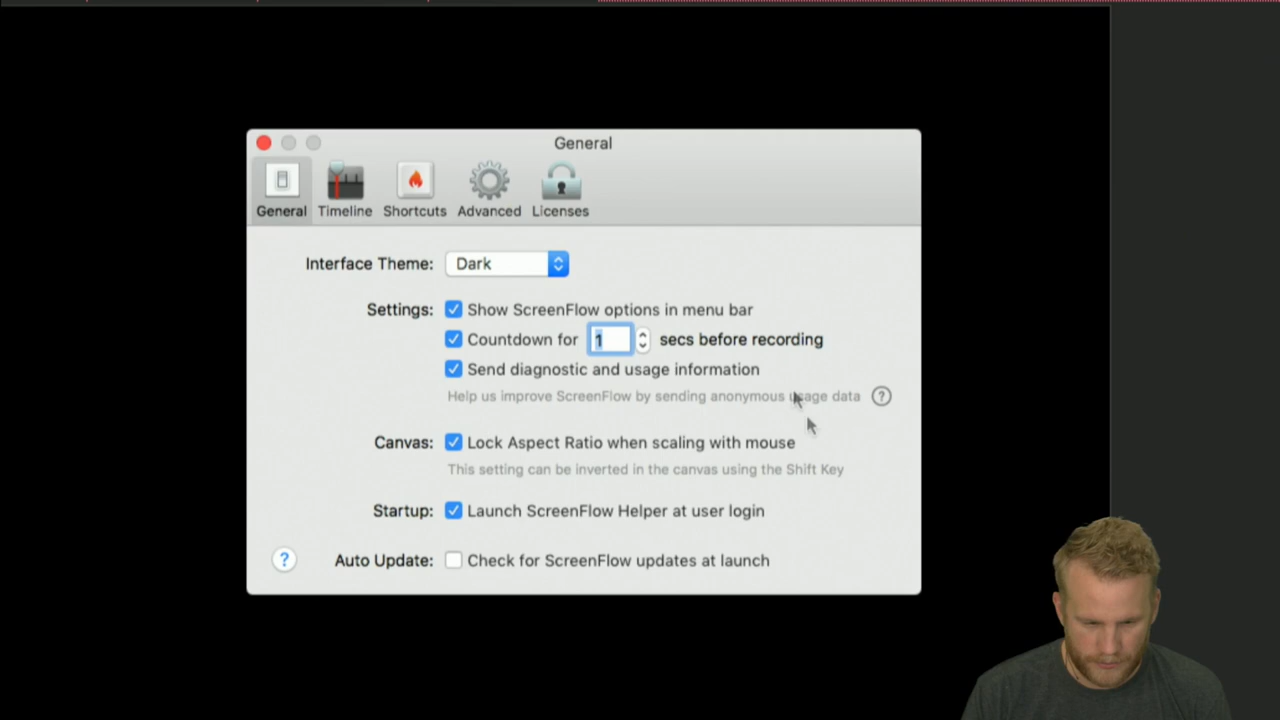 General
General Timeline Shortcuts Advanced Licenses
Interface Theme: Dark
Settings: Show ScreenFlow options in menu bar
Countdown for 1 secs before recording
Send diagnostic and usage information
Help us improve ScreenFlow by sending anonymous usage data ?
Canvas: Lock Aspect Ratio when scaling with mouse
This setting can be inverted in the canvas using the Shift Key
Startup: Launch ScreenFlow Helper at user login
? Auto Update: Check for ScreenFlow updates at launch